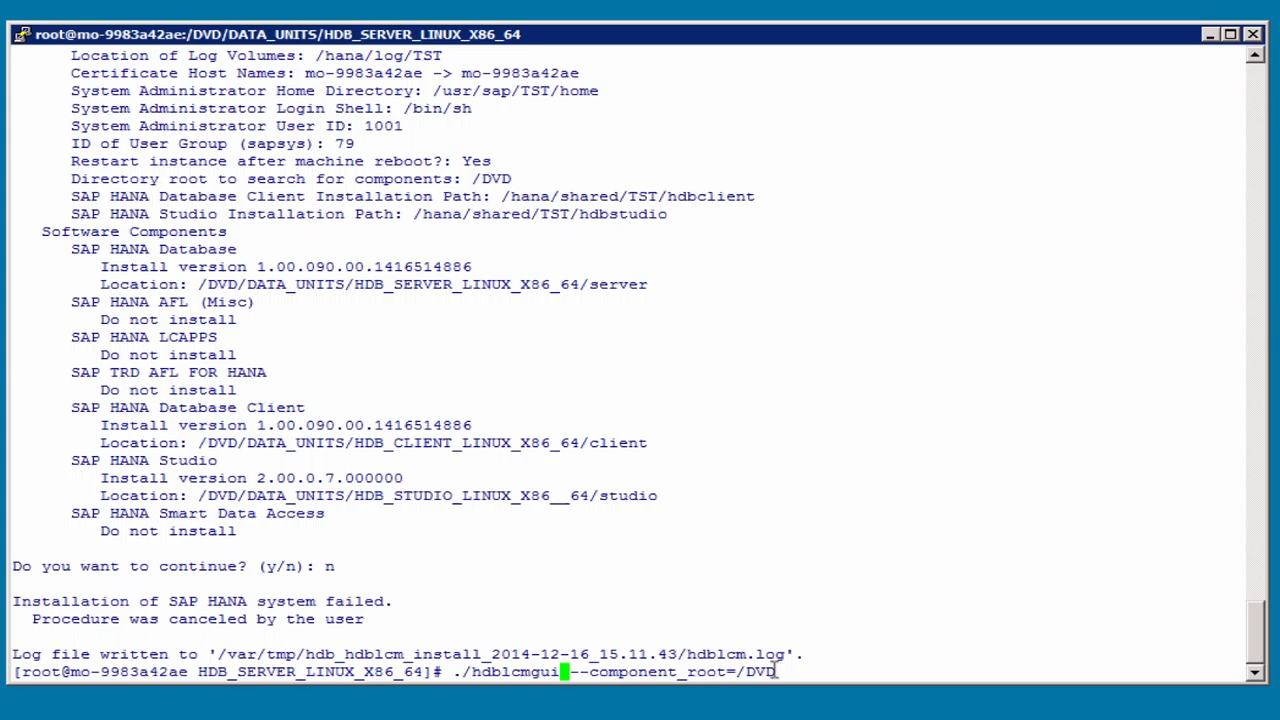 root@mo-9983a42ae:/DVD/DATA_UNITS/HDB_SERVER_LINUX_X86_64
Location of Log Volumes: /hana/log/TST
Certificate Host Names: mo-9983a42ae -> mo-9983a42ae
System Administrator Home Directory: /usr/sap/TST/home
System Administrator Login Shell: /bin/sh
System Administrator User ID: 1001
ID of User Group (sapsys): 79
Restart instance after machine reboot?: Yes
Directory root to search for components: /DVD
SAP HANA Database Client Installation Path: /hana/shared/TST/hdbclient
SAP HANA Studio Installation Path: /hana/shared/TST/hdbstudio
Software Components
SAP HANA Database
Install version 1.00.090.00.1416514886
Location: /DVD/DATA_UNITS/HDB_SERVER_LINUX_X86_64/server
SAP HANA AFL (Misc)
Do not install
SAP HANA LCAPPS
Do not install
SAP TRD AFL FOR HANA
Do not install
SAP HANA Database Client
Install version 1.00.090.00.1416514886
Location: /DVD/DATA_UNITS/HDB_CLIENT_LINUX_X86_64/client
SAP HANA Studio
Install version 2.00.0.7.000000
Location: /DVD/DATA_UNITS/HDB_STUDIO_LINUX_X86__64/studio
SAP HANA Smart Data Access
Do not install
Do you want to continue? (y/n): n
Installation of SAP HANA system failed.
Procedure was canceled by the user
Log file written to '/var/tmp/hdb_hdblcm_install_2014-12-16_15.11.43/hdblcm.log'.
[root@mo-9983a42ae HDB_SERVER_LINUX_X86_64]# ./hdblcmgui --component_root=/DVD